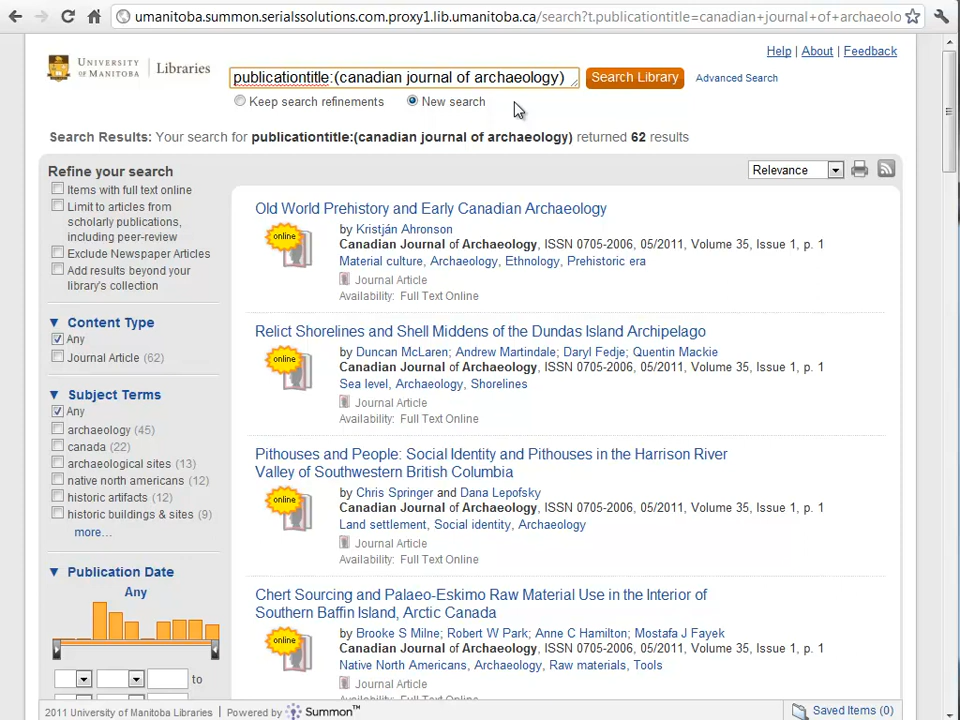 umanitoba.summon.serialssolutions.com.proxy1.lib.umanitoba.ca/search?t.publicationtitle=canadian+journal+of+archaeolo
Help | About | Feedback
UNIVERSITY OF MANITOBA | Libraries
publicationtitle:(canadian journal of archaeology)
Search Library
Advanced Search
Keep search refinements
New search
Search Results: Your search for publicationtitle:(canadian journal of archaeology) returned 62 results
Relevance
Refine your search
Items with full text online
Limit to articles from
scholarly publications,
including peer-review
Exclude Newspaper Articles
Add results beyond your
library's collection
Content Type
Any
Journal Article (62)
Subject Terms
Any
archaeology (45)
canada (22)
archaeological sites (13)
native north americans (12)
historic artifacts (12)
historic buildings & sites (9)
more...
Publication Date
Any
to
Old World Prehistory and Early Canadian Archaeology
online
by Kristján Ahronson
Canadian Journal of Archaeology, ISSN 0705-2006, 05/2011, Volume 35, Issue 1, p. 1
Material culture, Archaeology, Ethnology, Prehistoric era
Journal Article
Availability: Full Text Online
Relict Shorelines and Shell Middens of the Dundas Island Archipelago
online
by Duncan McLaren; Andrew Martindale; Daryl Fedje; Quentin Mackie
Canadian Journal of Archaeology, ISSN 0705-2006, 05/2011, Volume 35, Issue 1, p. 1
Sea level, Archaeology, Shorelines
Journal Article
Availability: Full Text Online
Pithouses and People: Social Identity and Pithouses in the Harrison River
Valley of Southwestern British Columbia
online
by Chris Springer and Dana Lepofsky
Canadian Journal of Archaeology, ISSN 0705-2006, 05/2011, Volume 35, Issue 1, p. 1
Land settlement, Social identity, Archaeology
Journal Article
Availability: Full Text Online
Chert Sourcing and Palaeo-Eskimo Raw Material Use in the Interior of
Southern Baffin Island, Arctic Canada
online
by Brooke S Milne; Robert W Park; Anne C Hamilton; Mostafa J Fayek
Canadian Journal of Archaeology, ISSN 0705-2006, 05/2011, Volume 35, Issue 1, p. 1
Native North Americans, Archaeology, Raw materials, Tools
Journal Article
Availability: Full Text Online
2011 University of Manitoba Libraries | Powered by Summon™
Saved Items (0)